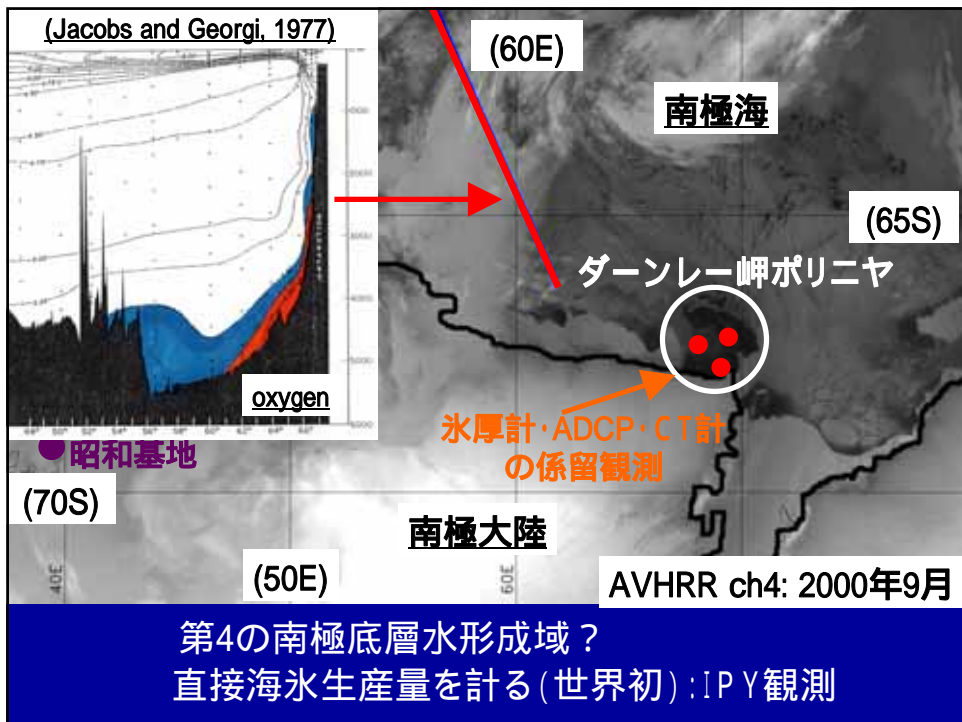 (Jacobs and Georgi, 1977)
(60E)
南極海
(65S)
ダーンレー岬ポリニヤ
oxygen
氷厚計・ADCP・CT計
の係留観測
昭和基地
(70S)
南極大陸
(50E)
40E
60E
AVHRR ch4: 2000年9月
第4の南極底層水形成域？
直接海氷生産量を計る(世界初):IPY観測